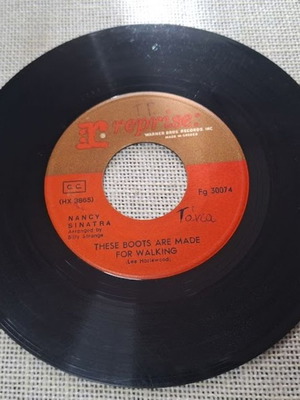 reprise:
WARNER BROS. RECORDS INC.
MADE IN GREECE
C C
(HX 3665)
Fg 30074
NANCY
SINATRA
Arranged by
Billy Strange
THESE BOOTS ARE MADE
FOR WALKING
Lee Hazlewood